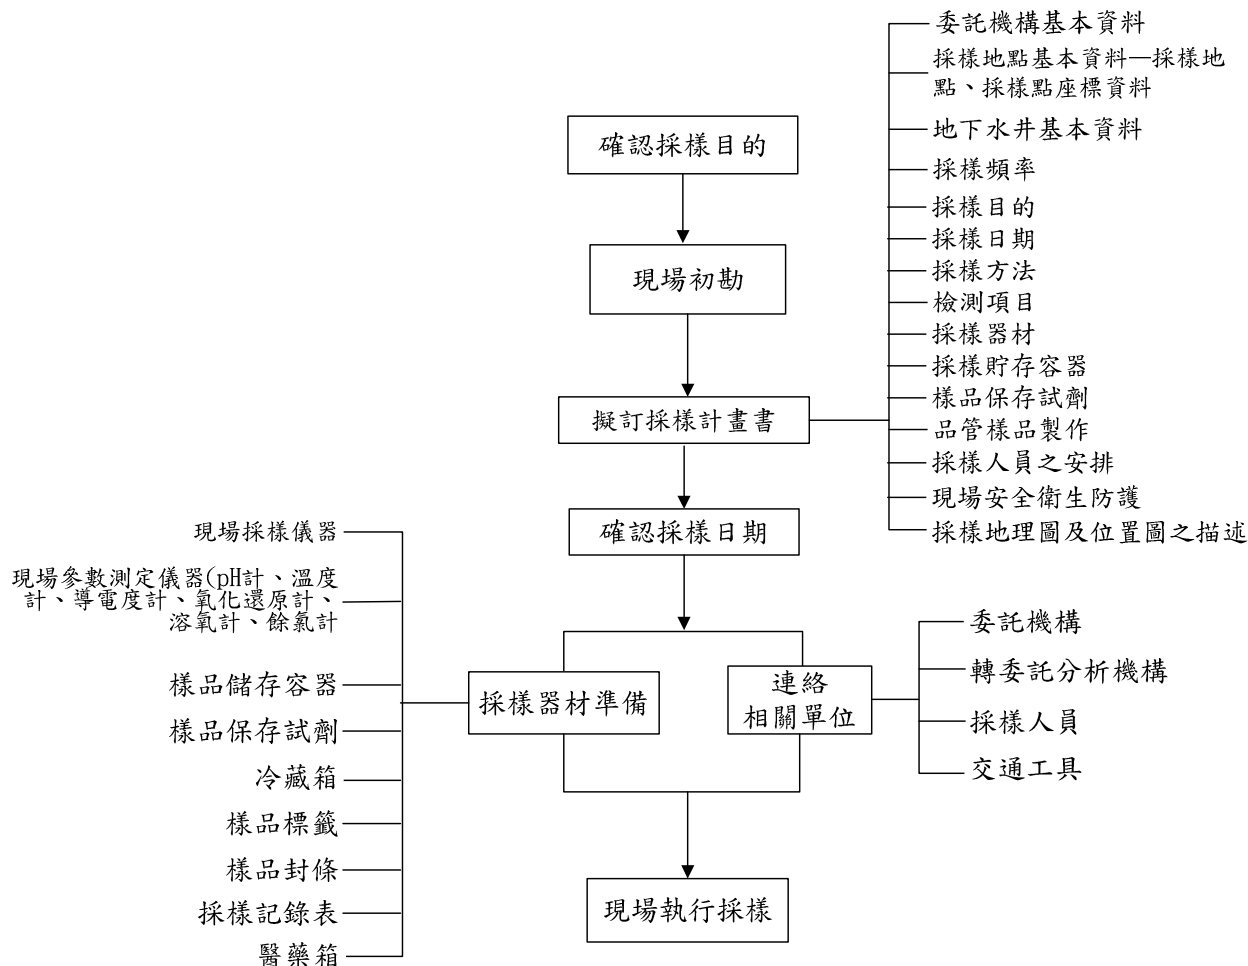 委託機構基本資料
採樣地點基本資料—採樣地
點、採樣點座標資料
地下水井基本資料
採樣頻率
採樣目的
採樣日期
採樣方法
檢測項目
採樣器材
採樣貯存容器
樣品保存試劑
品管樣品製作
採樣人員之安排
現場安全衛生防護
採樣地理圖及位置圖之描述
確認採樣目的
現場初勘
擬訂採樣計畫書
確認採樣日期
現場採樣儀器
現場參數測定儀器(pH計、溫度
計、導電度計、氧化還原計、
溶氧計、餘氯計
樣品儲存容器
樣品保存試劑
冷藏箱
樣品標籤
樣品封條
採樣記錄表
醫藥箱
採樣器材準備
連絡
相關單位
委託機構
轉委託分析機構
採樣人員
交通工具
現場執行採樣